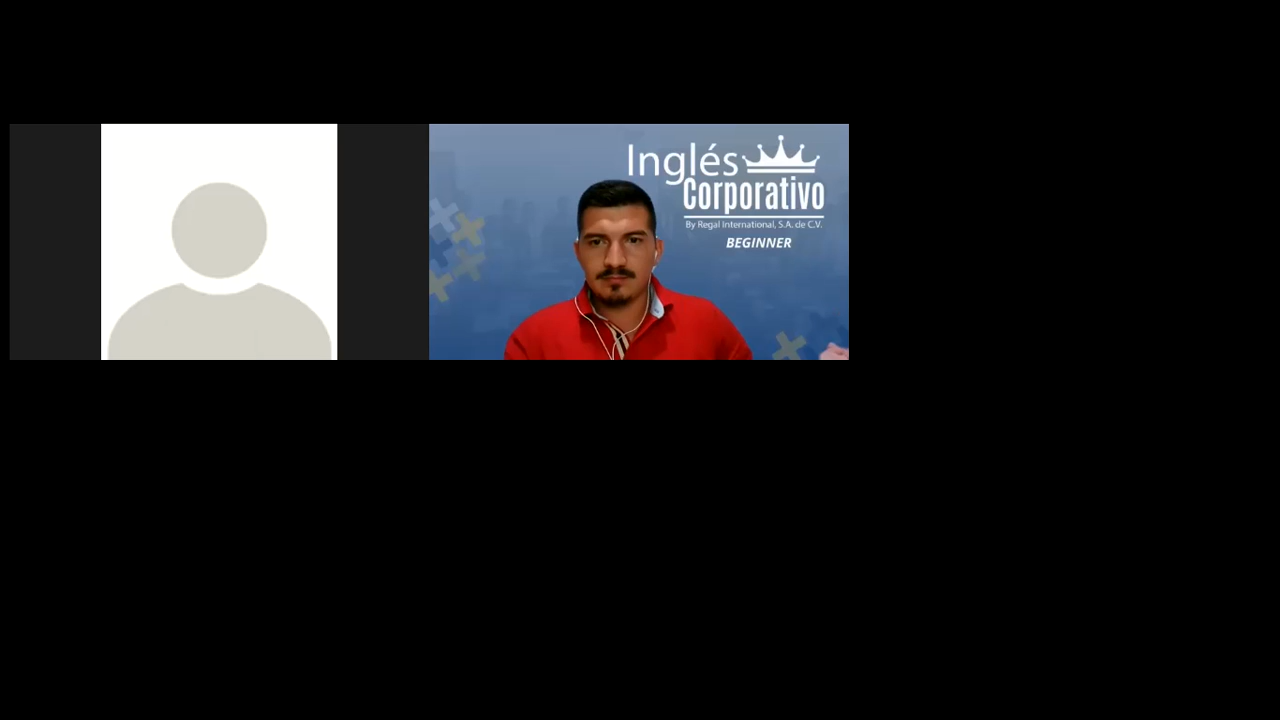 Inglés
Corporativo
By Regal International, S.A. de C.V.
BEGINNER